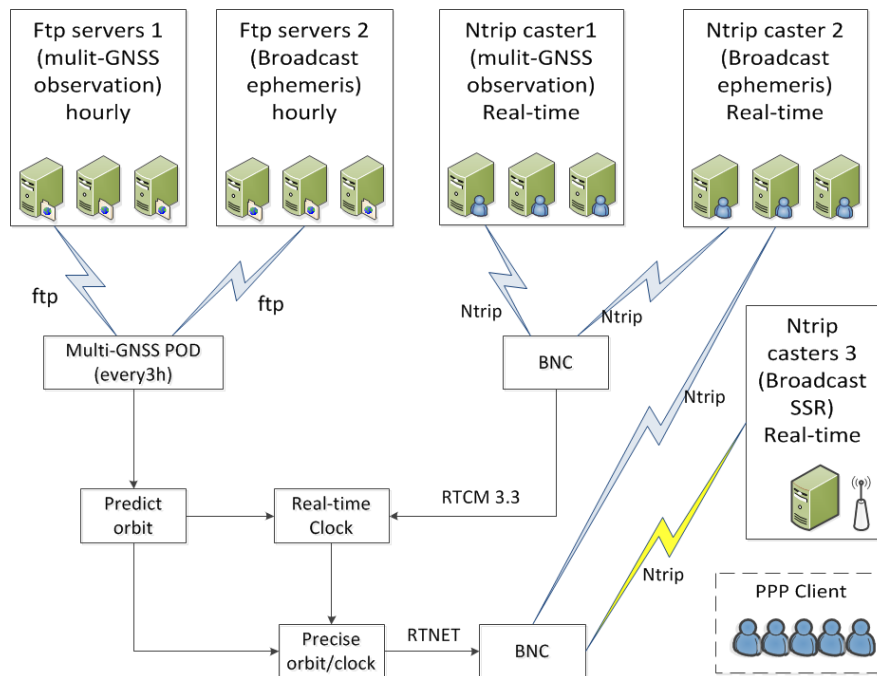 Ftp servers 1
(mulit-GNSS
observation)
hourly
Ftp servers 2
(Broadcast
ephemeris)
hourly
Ntrip caster1
(mulit-GNSS
observation)
Real-time
Ntrip caster 2
(Broadcast
ephemeris)
Real-time
ftp
ftp
Ntrip
Ntrip
Multi-GNSS POD
(every3h)
BNC
Ntrip
Ntrip
casters 3
(Broadcast
SSR)
Real-time
Predict
orbit
Real-time
Clock
RTCM 3.3
Ntrip
PPP Client
Precise
orbit/clock
RTNET
BNC